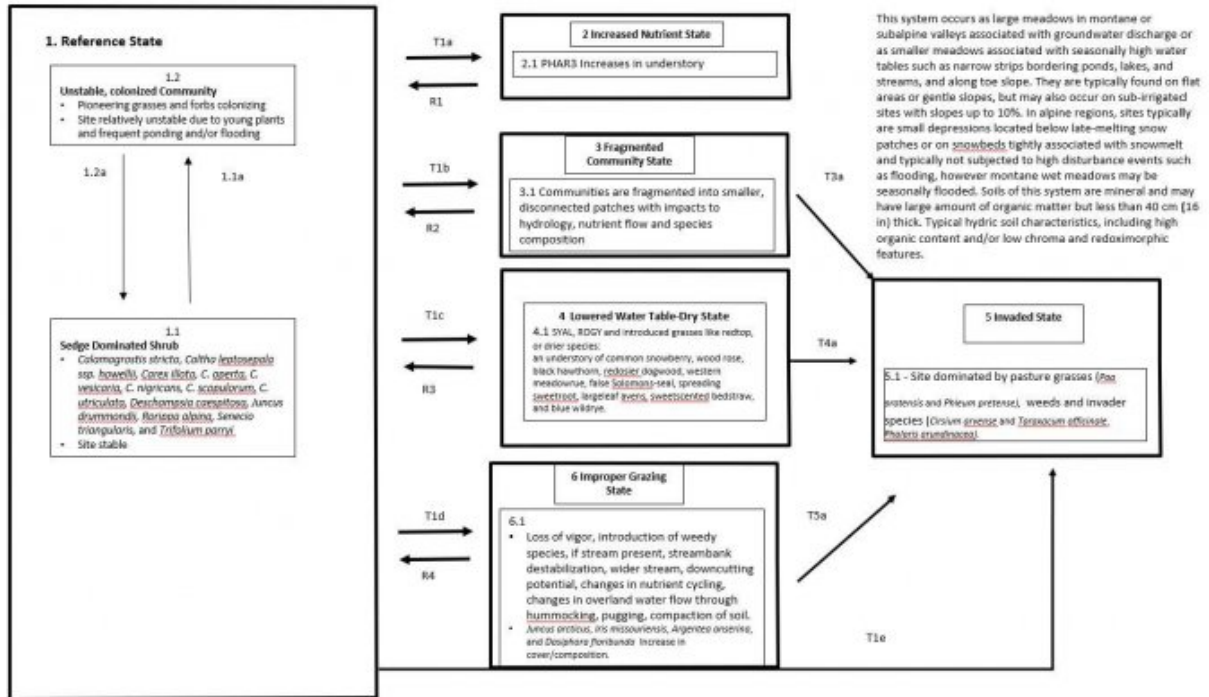 1. Reference State
1.2
Unstable, colonized Community
• Pioneering grasses and forbs colonizing
• Site relatively unstable due to young plants
and frequent ponding and/or flooding
1.2a
1.1a
1.1
Sedge Dominated Shrub
• Calamagrostis stricta, Caltha leptosepala
ssp. howellii, Carex illota, C. aperta, C.
vesicaria, C. nigricans, C. scopulorum, C.
utriculata, Deschampsia caespitosa, Juncus
drummondii, Rorippa alpina, Senecio
triangularis, and Trifolium parryi
• Site stable
T1a
R1
T1b
R2
T1c
R3
T1d
R4
2 Increased Nutrient State
2.1 PHAR3 Increases in understory
3 Fragmented
Community State
3.1 Communities are fragmented into smaller,
disconnected patches with impacts to
hydrology, nutrient flow and species
composition
4 Lowered Water Table-Dry State
4.1 SYAL, ROGY and introduced grasses like redtop,
or drier species:
an understory of common snowberry, wood rose,
black hawthorn, redosier dogwood, western
meadowrue, false Solomons-seal, spreading
sweetroot, largeleaf avens, sweetscented bedstraw,
and blue wildrye.
6 Improper Grazing
State
6.1
• Loss of vigor, introduction of weedy
species, if stream present, streambank
destabilization, wider stream, downcutting
potential, changes in nutrient cycling,
changes in overland water flow through
hummocking, pugging, compaction of soil.
• Juncus arcticus, Iris missouriensis, Argentea anserina,
and Dasiphora floribunda Increase in
cover/composition.
T3a
T4a
T5a
T1e
This system occurs as large meadows in montane or
subalpine valleys associated with groundwater discharge or
as smaller meadows associated with seasonally high water
tables such as narrow strips bordering ponds, lakes, and
streams, and along toe slope. They are typically found on flat
areas or gentle slopes, but may also occur on sub-irrigated
sites with slopes up to 10%. In alpine regions, sites typically
are small depressions located below late-melting snow
patches or on snowbeds tightly associated with snowmelt
and typically not subjected to high disturbance events such
as flooding, however montane wet meadows may be
seasonally flooded. Soils of this system are mineral and may
have large amount of organic matter but less than 40 cm [16
in) thick. Typical hydric soil characteristics, including high
organic content and/or low chroma and redoximorphic
features.
5 Invaded State
5.1 - Site dominated by pasture grasses (Poa
pratensis and Phleum pretense), weeds and invader
species (Cirsium arvense and Taraxacum officinale,
Phalaris arundinacea).